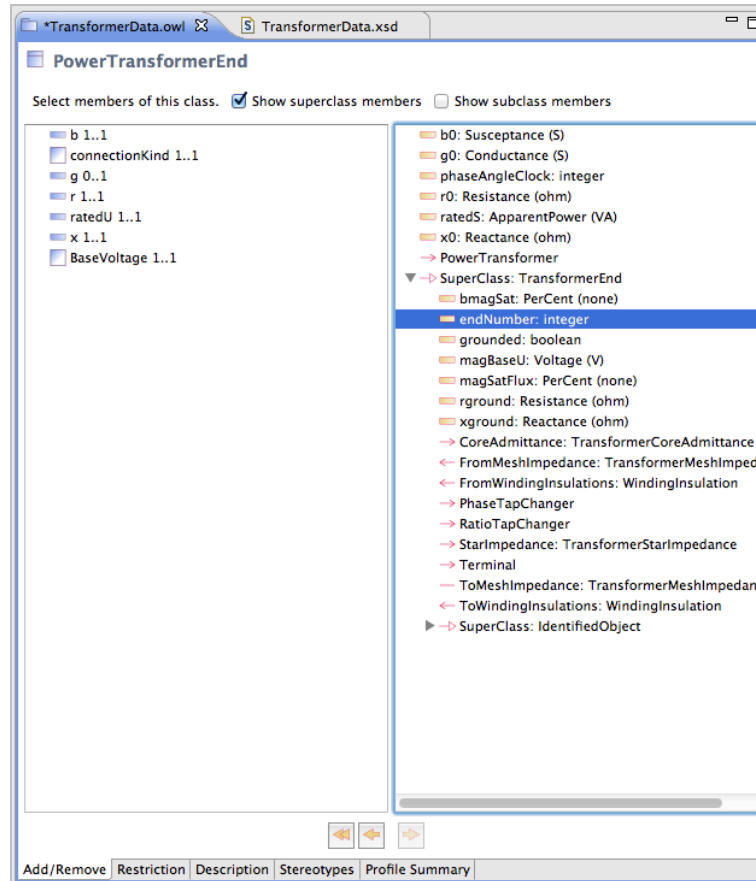 *TransformerData.owl
TransformerData.xsd
PowerTransformerEnd
Select members of this class. Show superclass members Show subclass members
b 1..1
connectionKind 1..1
g 0..1
r 1..1
ratedU 1..1
x 1..1
BaseVoltage 1..1
b0: Susceptance (S)
g0: Conductance (S)
phaseAngleClock: integer
r0: Resistance (ohm)
ratedS: ApparentPower (VA)
x0: Reactance (ohm)
PowerTransformer
SuperClass: TransformerEnd
bmagSat: PerCent (none)
endNumber: integer
grounded: boolean
magBaseU: Voltage (V)
magSatFlux: PerCent (none)
rground: Resistance (ohm)
xground: Reactance (ohm)
CoreAdmittance: TransformerCoreAdmittance
FromMeshImpedance: TransformerMeshImped
FromWindingInsulations: WindingInsulation
PhaseTapChanger
RatioTapChanger
StarImpedance: TransformerStarImpedance
Terminal
ToMeshImpedance: TransformerMeshImpedan
ToWindingInsulations: WindingInsulation
SuperClass: IdentifiedObject
Add/Remove Restriction Description Stereotypes Profile Summary